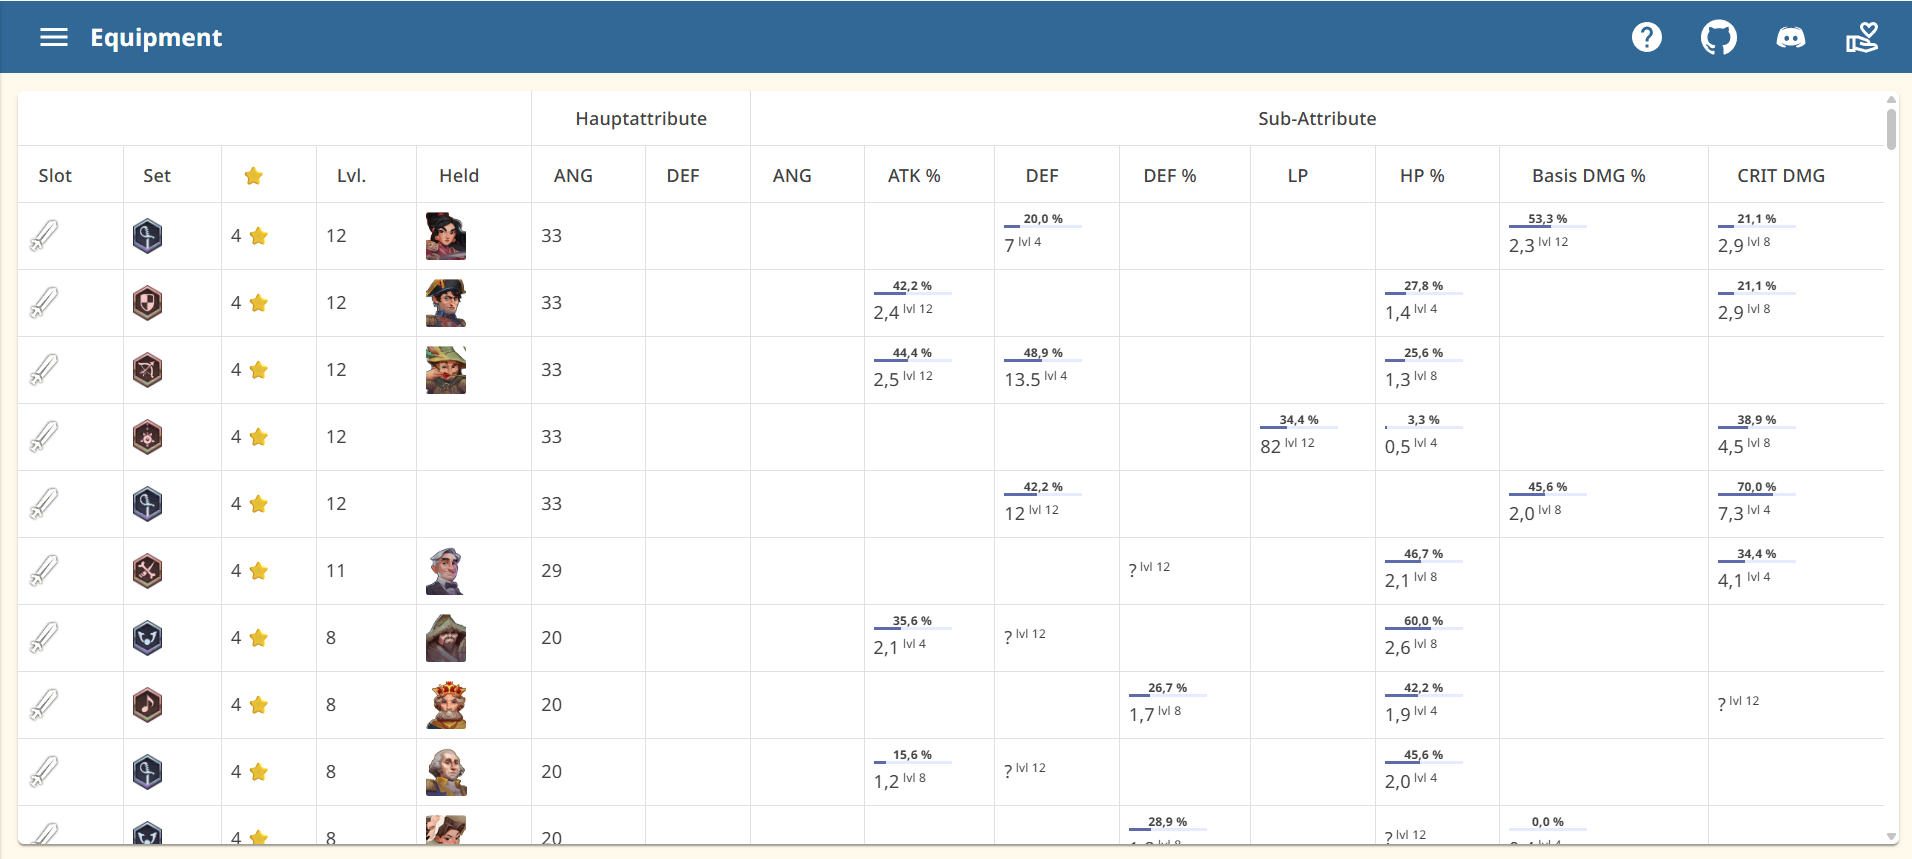 Equipment
Hauptattribute Sub-Attribute
Slot Set Lvl. Held ANG DEF ANG ATK % DEF DEF % LP HP % Basis DMG % CRIT DMG
20,0 % 53,3 % 21,1 %
4 12 33 7 lvl 4 2,3 lvl 12 2,9 lvl 8
42,2 % 27,8 % 21,1 %
4 12 33 2,4 lvl 12 1,4 lvl 4 2,9 lvl 8
44,4 % 48,9 % 25,6 %
4 12 33 2,5 lvl 12 13.5 lvl 4 1,3 lvl 8
34,4 % 3,3 % 38,9 %
4 12 33 82 lvl 12 0,5 lvl 4 4,5 lvl 8
42,2 % 45,6 % 70,0 %
4 12 33 12 lvl 12 2,0 lvl 8 7,3 lvl 4
46,7 % 34,4 %
4 11 29 ? lvl 12 2,1 lvl 8 4,1 lvl 4
35,6 % 60,0 %
4 8 20 2,1 lvl 4 ? lvl 12 2,6 lvl 8
26,7 % 42,2 %
4 8 20 1,7 lvl 8 1,9 lvl 4 ? lvl 12
15,6 % 45,6 %
4 8 20 1,2 lvl 8 ? lvl 12 2,0 lvl 4
28,9 % 0,0 %
4 8 20 ? lvl 12